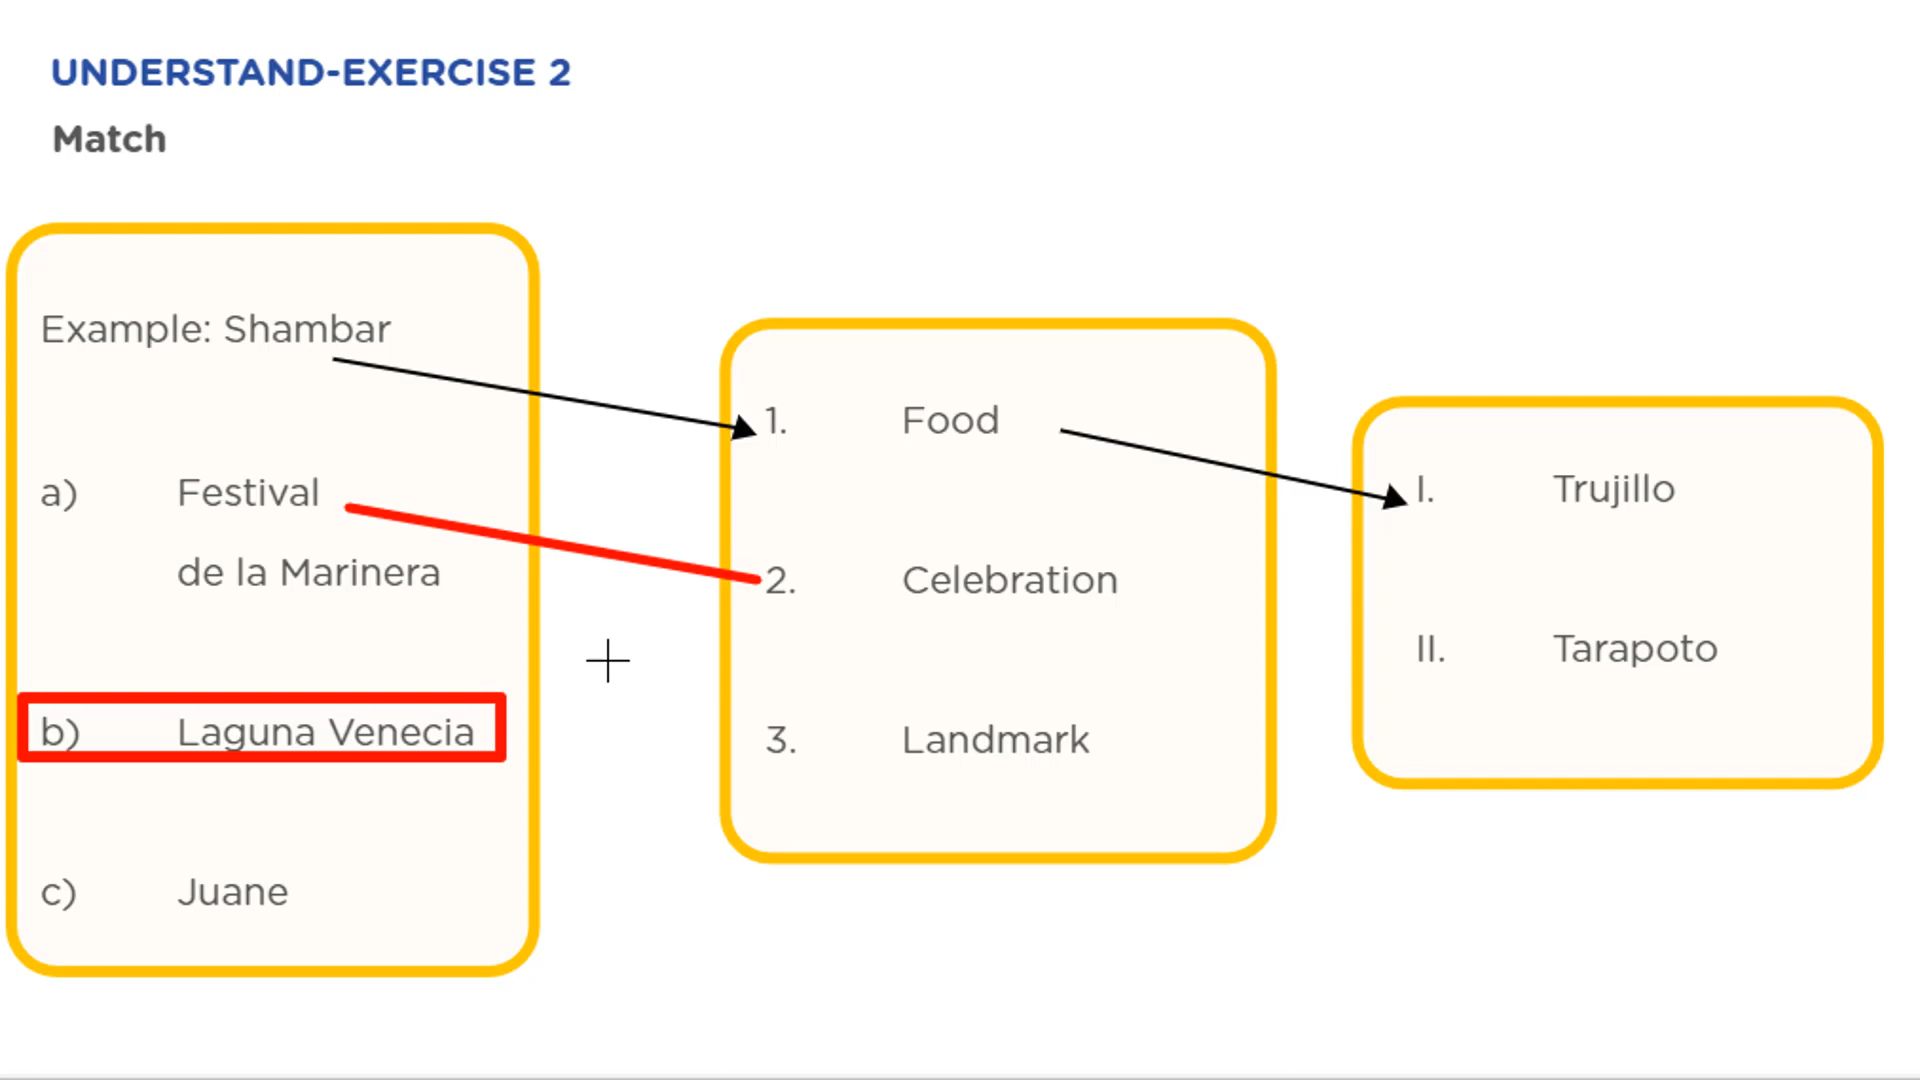 UNDERSTAND-EXERCISE 2
Match
Example: Shambar
a) Festival
de la Marinera
b) Laguna Venecia
c) Juane
1. Food
2. Celebration
3. Landmark
I. Trujillo
II. Tarapoto